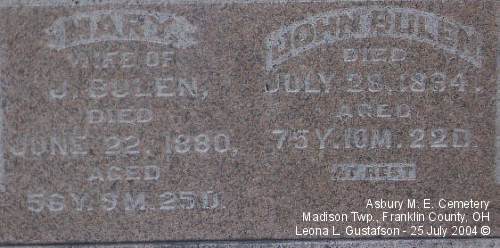 MARY
WIFE OF
J. BULEN,
DIED
JUNE 22, 1880,
AGED
56 Y. 9 M. 25 D.
JOHN BULEN
DIED
JULY 28, 1894,
AGED
75 Y. 10 M. 22 D.
AT REST
Asbury M. E. Cemetery
Madison Twp., Franklin County, OH
Leona L. Gustafson - 25 July 2004 ©